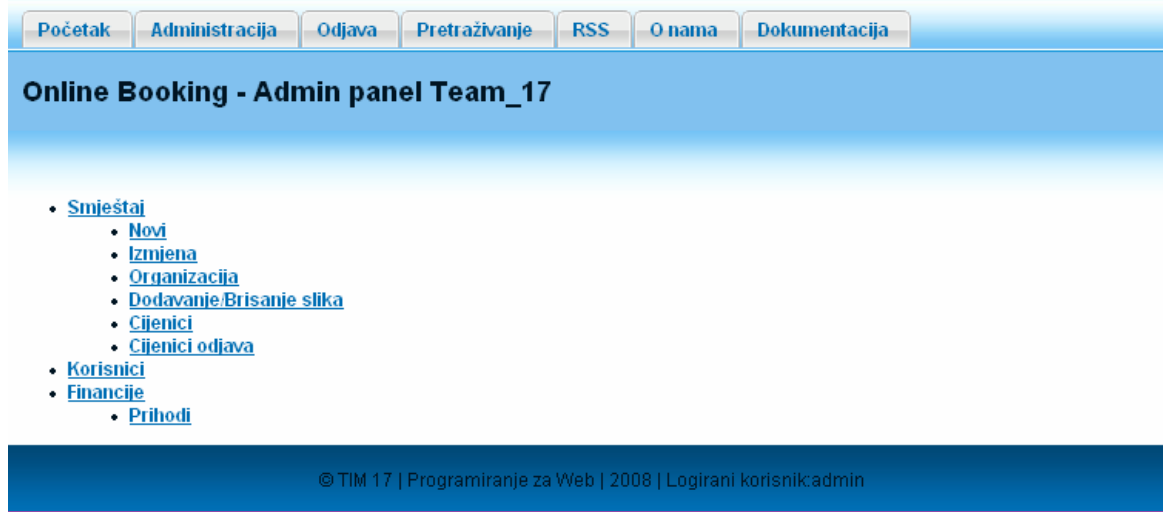 Početak Administracija Odjava Pretraživanje RSS O nama Dokumentacija
Online Booking - Admin panel Team_17
Smještaj
Novi
Izmjena
Organizacija
Dodavanje/Brisanje slika
Cijenici
Cijenici odjava
Korisnici
Financije
Prihodi
© TIM 17 | Programiranje za Web | 2008 | Logirani korisnik:admin